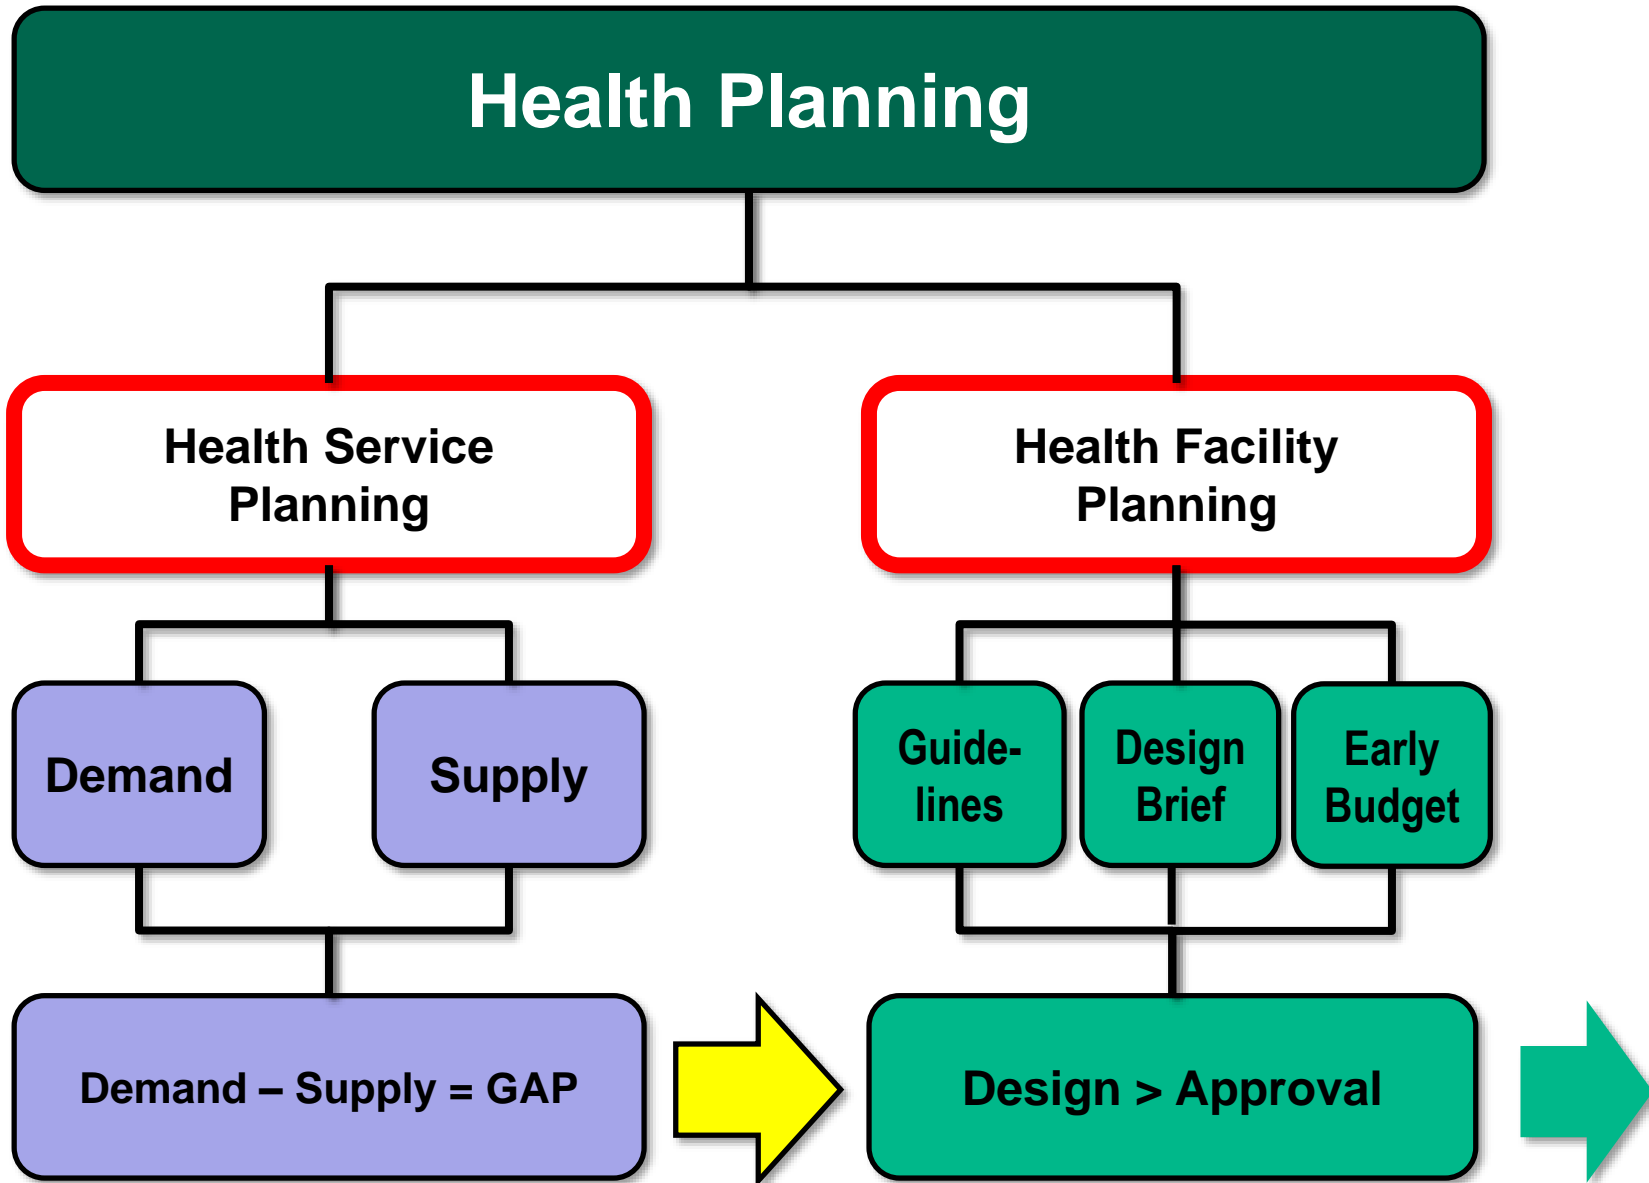 Health Planning
Health Service
Planning
Health Facility
Planning
Demand
Supply
Guide-
lines
Design
Brief
Early
Budget
Demand – Supply = GAP
Design > Approval